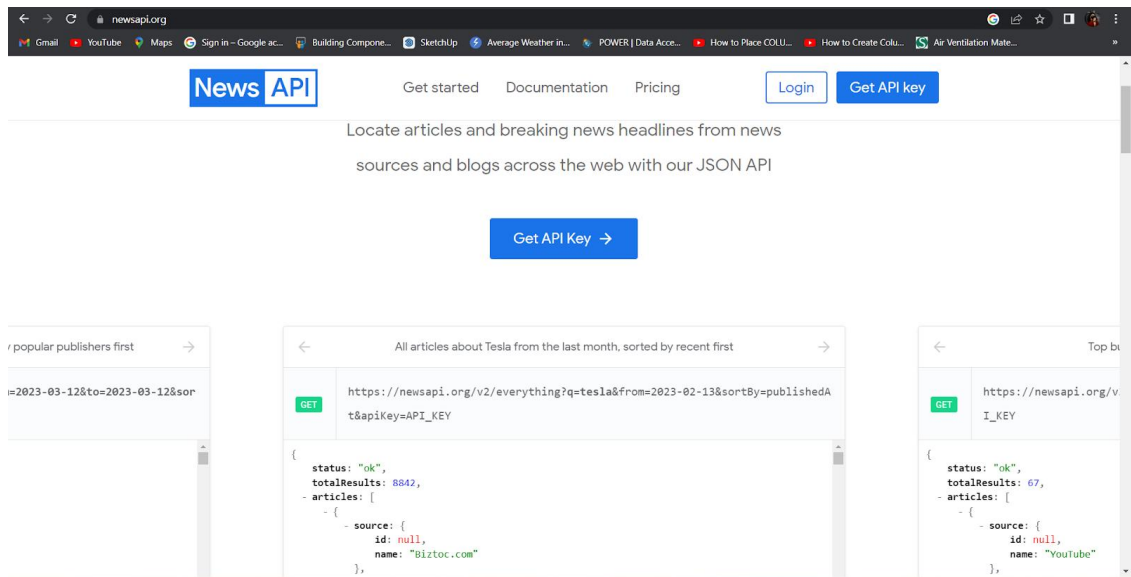 newsapi.org
Gmail YouTube Maps Sign in – Google ac... Building Compone... SketchUp Average Weather in... POWER | Data Acce... How to Place COLU... How to Create Colu... Air Ventilation Mate... »
News API Get started Documentation Pricing Login Get API key
Locate articles and breaking news headlines from news
sources and blogs across the web with our JSON API
Get API Key →
y popular publishers first →
← All articles about Tesla from the last month, sorted by recent first →
← Top bu
=2023-03-12&to=2023-03-12&sor
GET https://newsapi.org/v2/everything?q=tesla&from=2023-02-13&sortBy=publishedA
t&apiKey=API_KEY
GET https://newsapi.org/v
I_KEY
{
status: "ok",
totalResults: 8842,
- articles: [
- {
- source: {
id: null,
name: "Biztoc.com"
},
{
status: "ok",
totalResults: 67,
- articles: [
- {
- source: {
id: null,
name: "YouTube"
},